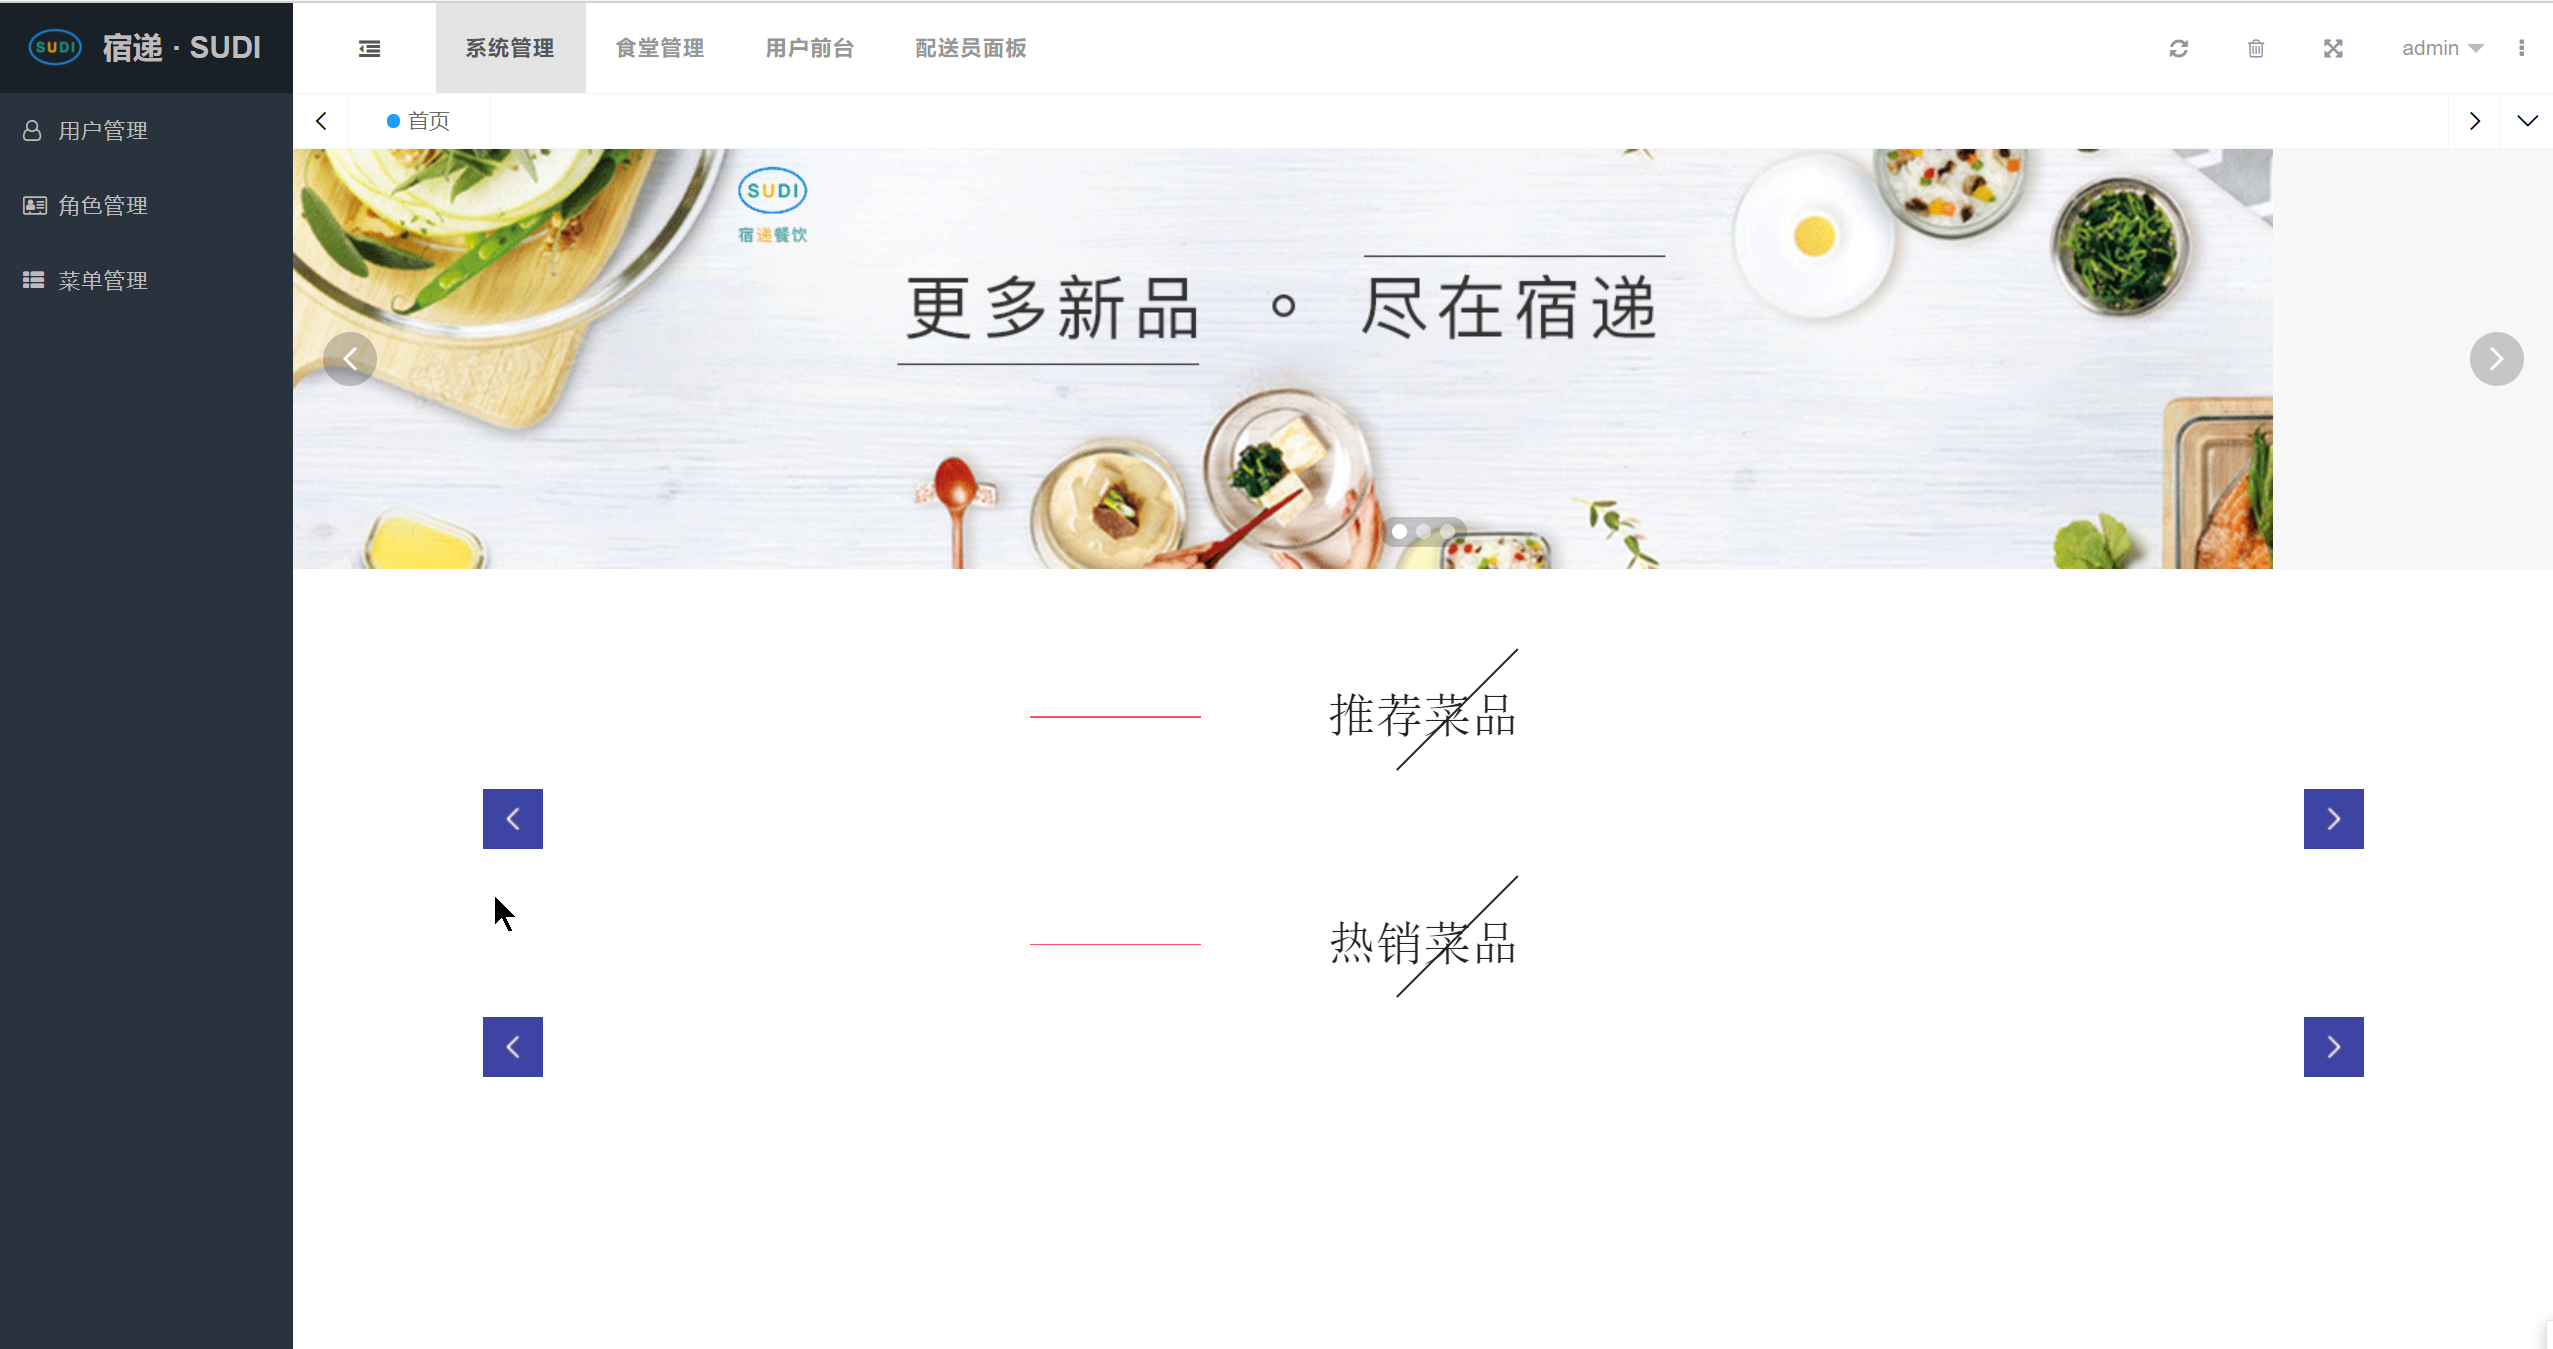 SUDI 宿递 · SUDI
系统管理 食堂管理 用户前台 配送员面板 admin
首页
用户管理
角色管理
菜单管理
SUDI
宿递餐饮
更多新品 。 尽在宿递
推荐菜品
热销菜品